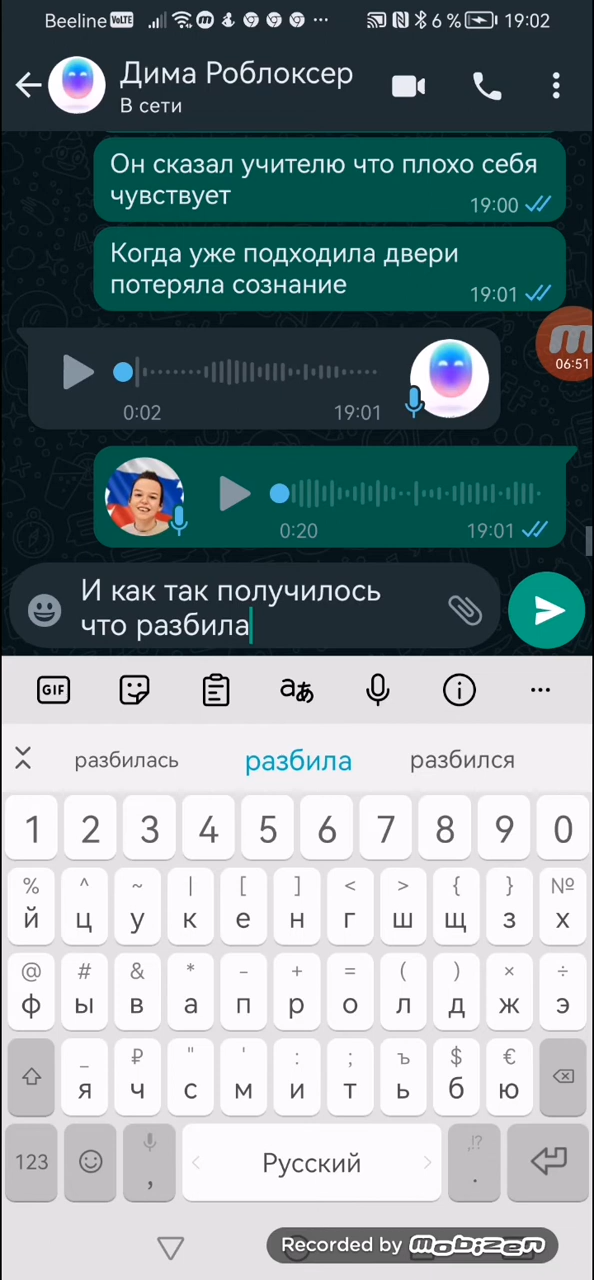 Beeline VoLTE 6 % 19:02
Дима Роблоксер
В сети
Он сказал учителю что плохо себя
чувствует
19:00
Когда уже подходила двери
потеряла сознание
19:01
06:51
0:02 19:01
0:20 19:01
И как так получилось
что разбила
GIF
разбилась разбила разбился
1 2 3 4 5 6 7 8 9 0
% ^ ~ | [ ] < > { } №
й ц у к е н г ш щ з х
@ # & * - + = ( ) × ÷
ф ы в а п р о л д ж э
_ ₽ " ' : ; ъ $ €
я ч с м и т ь б ю
123 , Русский ,!? .
Recorded by mobizen